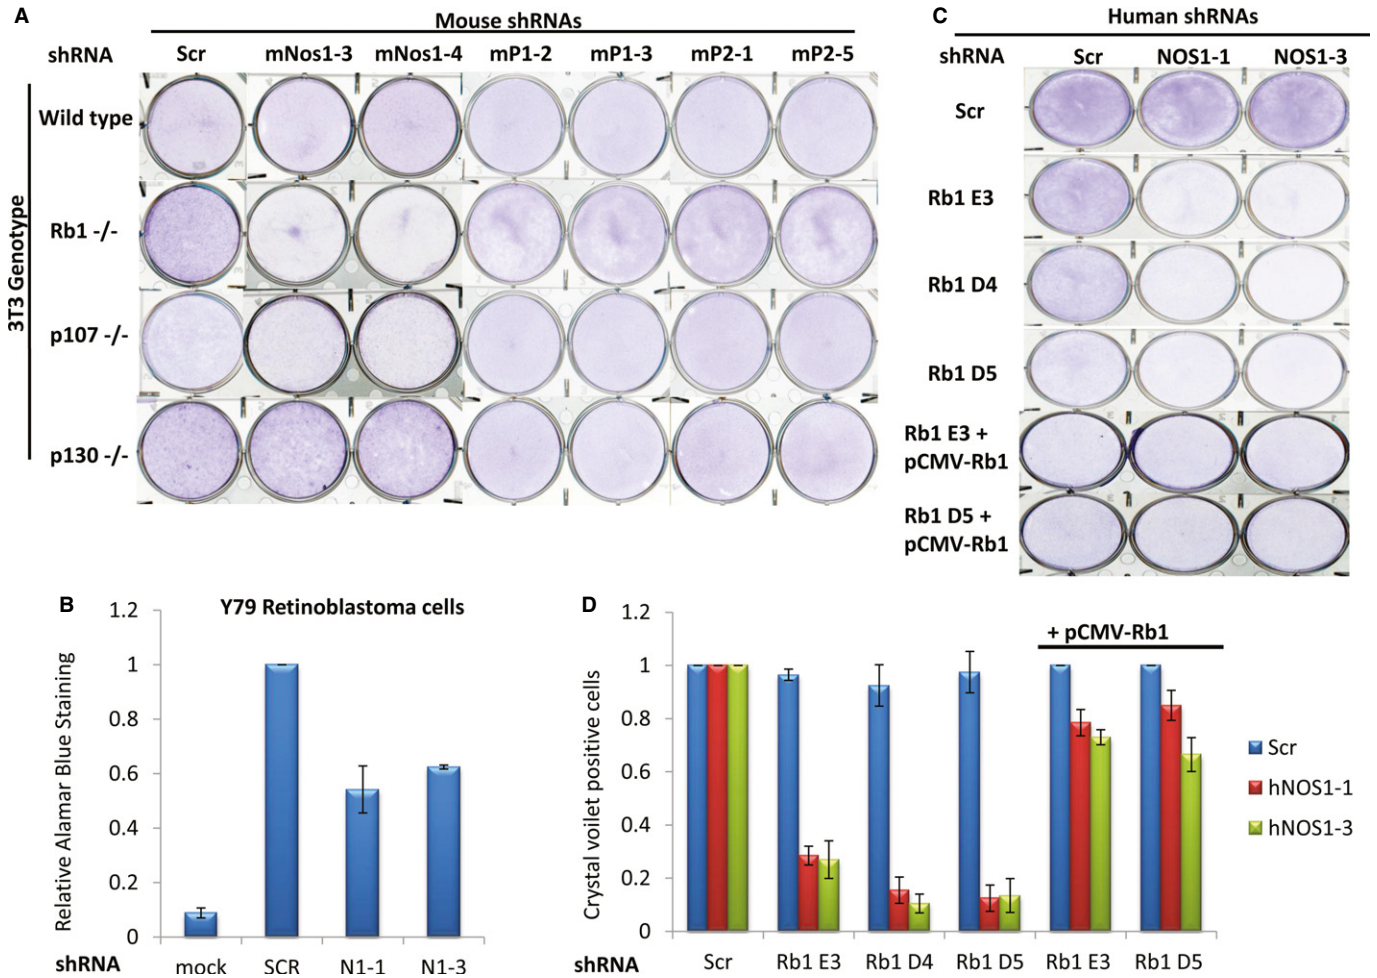 A
Mouse shRNAs
shRNA Scr mNos1-3 mNos1-4 mP1-2 mP1-3 mP2-1 mP2-5
3T3 Genotype
Wild type
Rb1 -/-
p107 -/-
p130 -/-
C
Human shRNAs
shRNA Scr NOS1-1 NOS1-3
Scr
Rb1 E3
Rb1 D4
Rb1 D5
Rb1 E3 +
pCMV-Rb1
Rb1 D5 +
pCMV-Rb1
B
Y79 Retinoblastoma cells
Relative Alamar Blue Staining
1.2
1
0.8
0.6
0.4
0.2
0
shRNA mock SCR N1-1 N1-3
D
+ pCMV-Rb1
Crystal voilet positive cells
1.2
1
0.8
0.6
0.4
0.2
0
Scr
hNOS1-1
hNOS1-3
shRNA Scr Rb1 E3 Rb1 D4 Rb1 D5 Rb1 E3 Rb1 D5